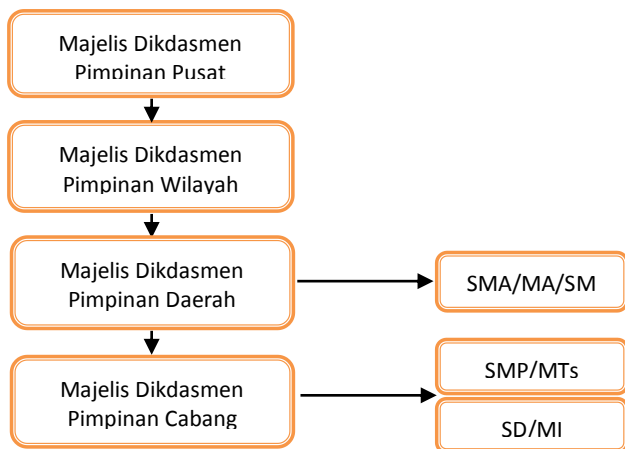 Majelis Dikdasmen
Pimpinan Pusat
Majelis Dikdasmen
Pimpinan Wilayah
Majelis Dikdasmen
Pimpinan Daerah
SMA/MA/SM
Majelis Dikdasmen
Pimpinan Cabang
SMP/MTs
SD/MI